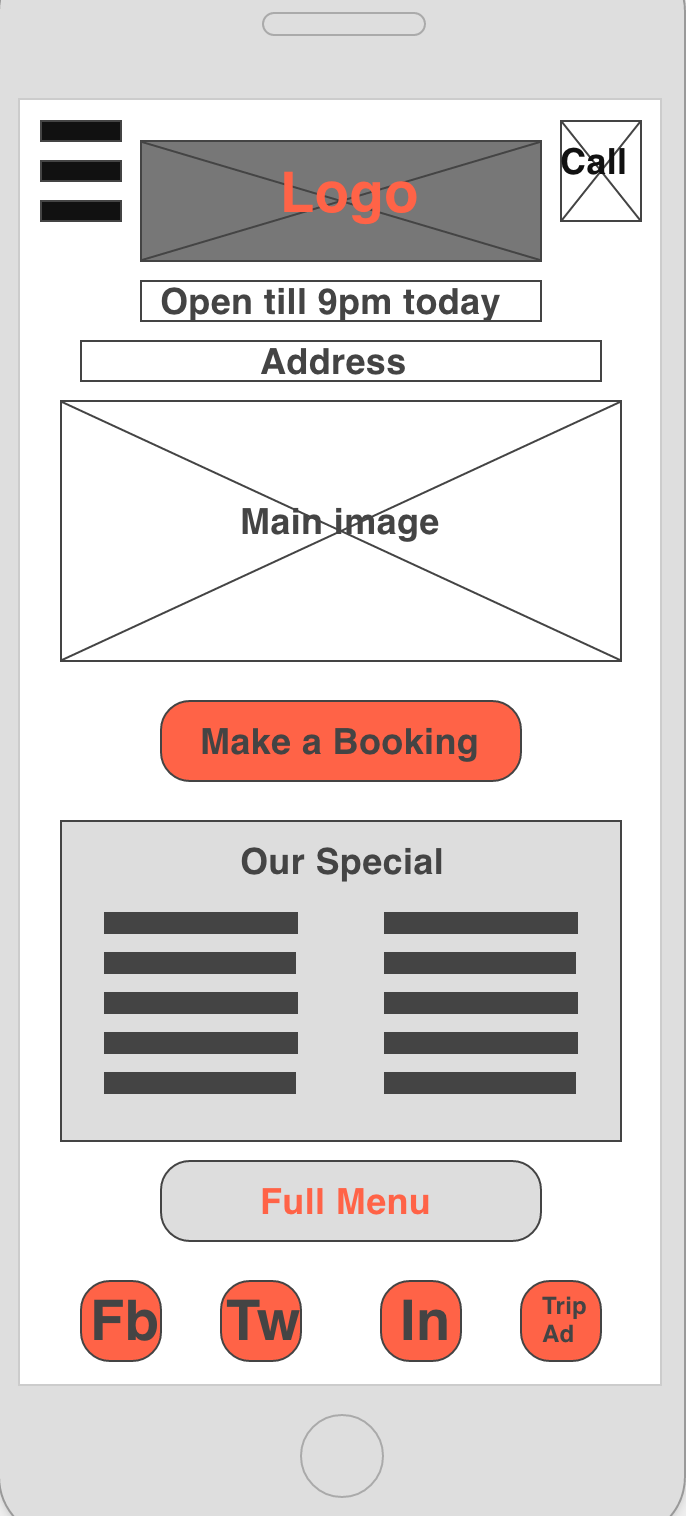 Logo
Call
Open till 9pm today
Address
Main image
Make a Booking
Our Special
Full Menu
Fb
Tw
In
Trip
Ad